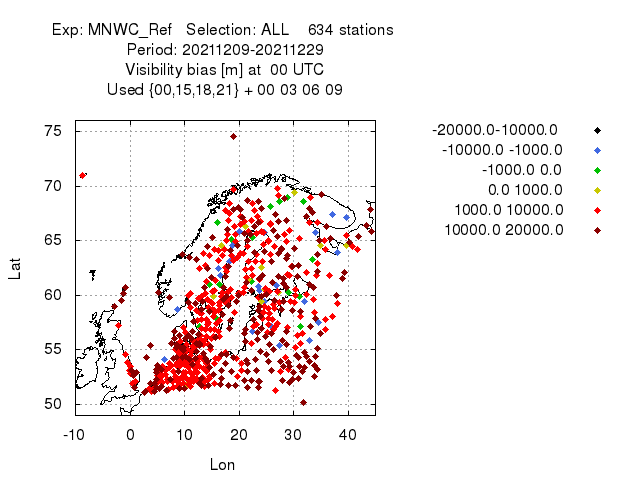 Exp: MNWC_Ref   Selection: ALL    634 stations
Period: 20211209-20211229
Visibility bias [m] at  00 UTC
Used {00,15,18,21} + 00 03 06 09
-20000.0-10000.0
-10000.0 -1000.0
-1000.0 0.0
0.0 1000.0
1000.0 10000.0
10000.0 20000.0
75
70
65
60
55
50
Lat
-10 0 10 20 30 40
Lon